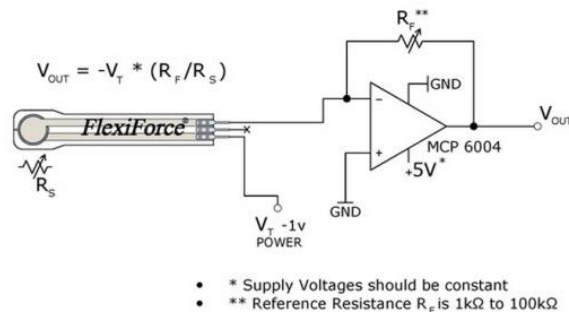 R_F**
V_OUT = -V_T * (R_F/R_S)
GND
FlexiForce®
V_OUT
MCP 6004
+5V*
R_S
GND
V_T -1v
POWER
• * Supply Voltages should be constant
• ** Reference Resistance R_F is 1kΩ to 100kΩ